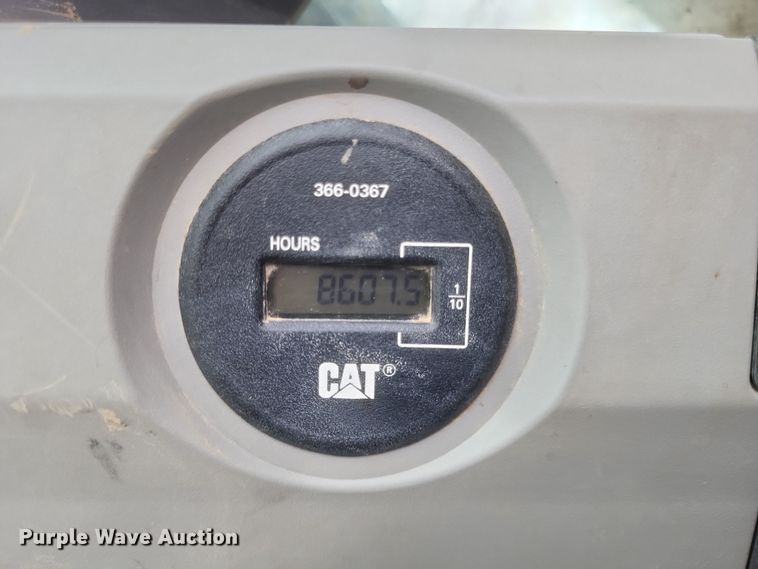 366-0367
HOURS
8607.5
1
10
CAT®
Purple Wave Auction